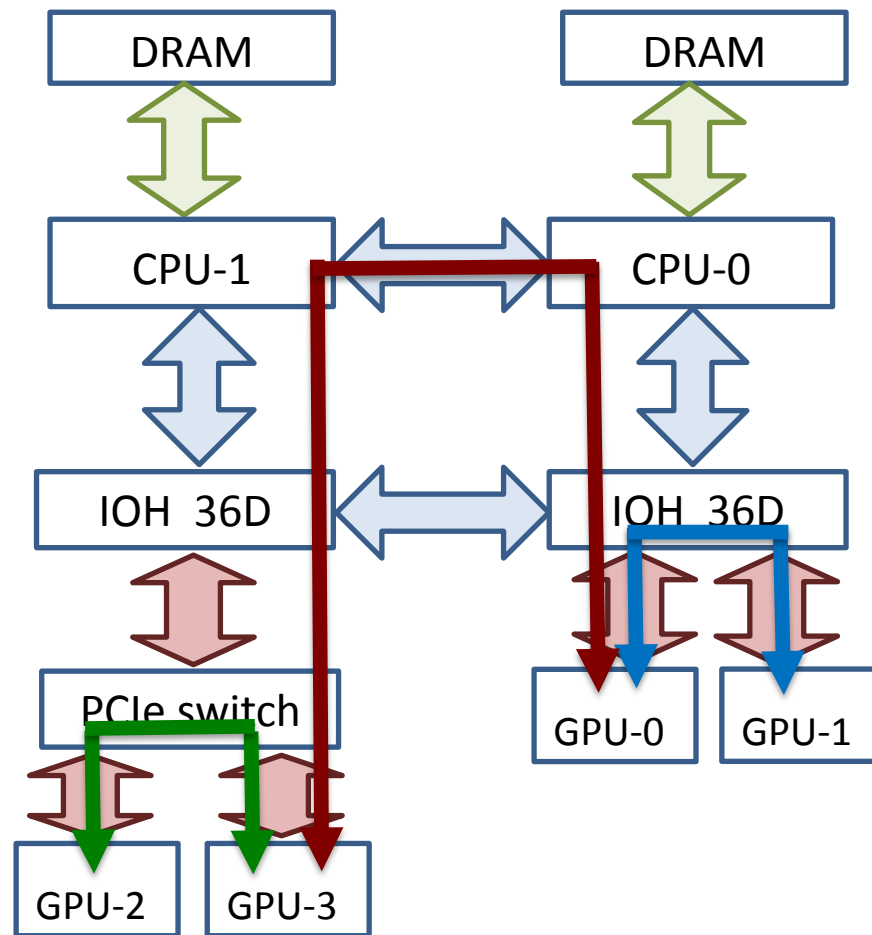 DRAM
DRAM
CPU-1
CPU-0
IOH 36D
IOH 36D
PCIe switch
GPU-0
GPU-1
GPU-2
GPU-3